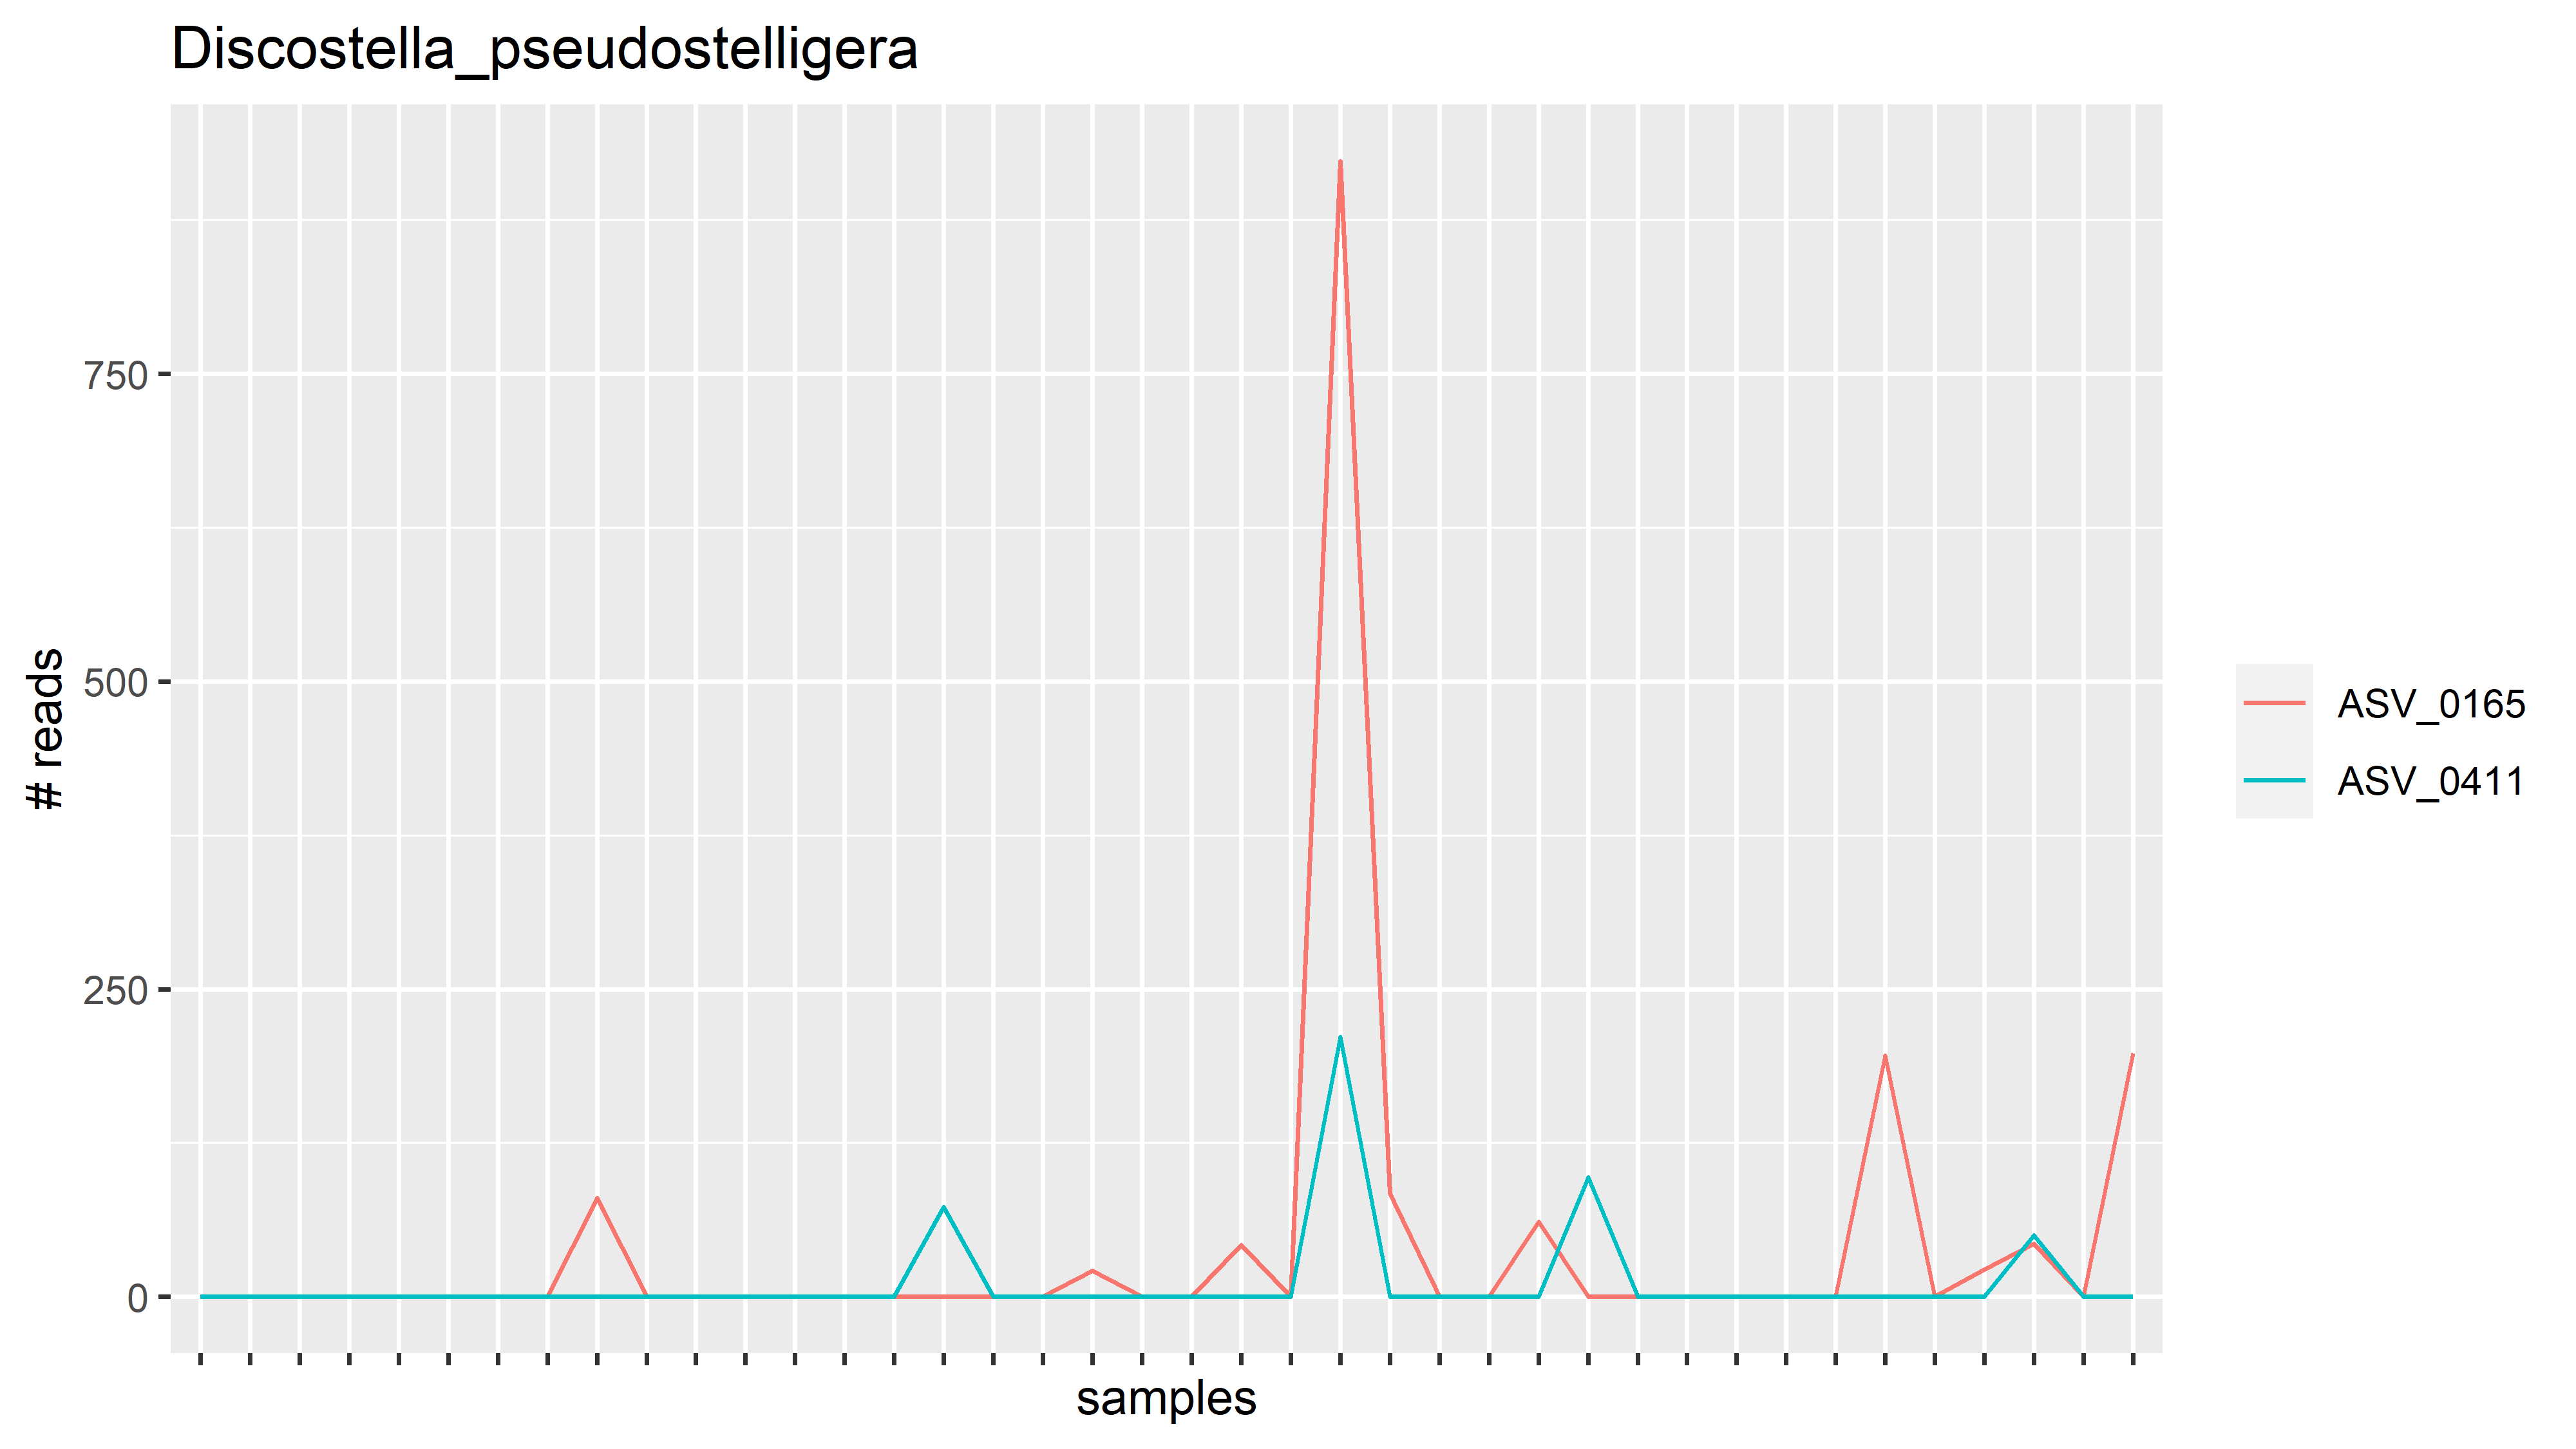 Discostella_pseudostelligera
# reads
750
500
250
0
samples
ASV_0165
ASV_0411